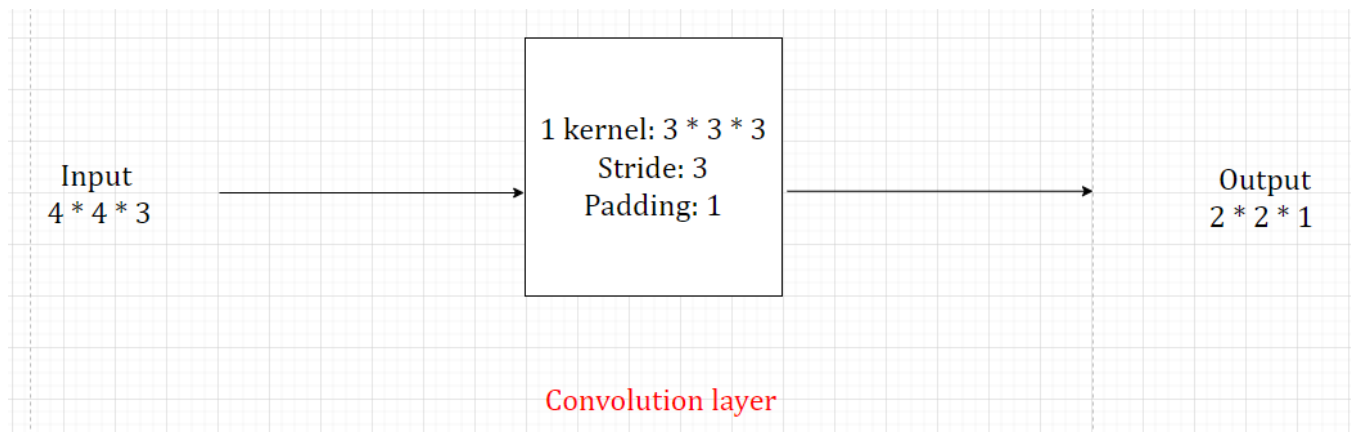 Input
4 * 4 * 3
1 kernel: 3 * 3 * 3
Stride: 3
Padding: 1
Output
2 * 2 * 1
Convolution layer